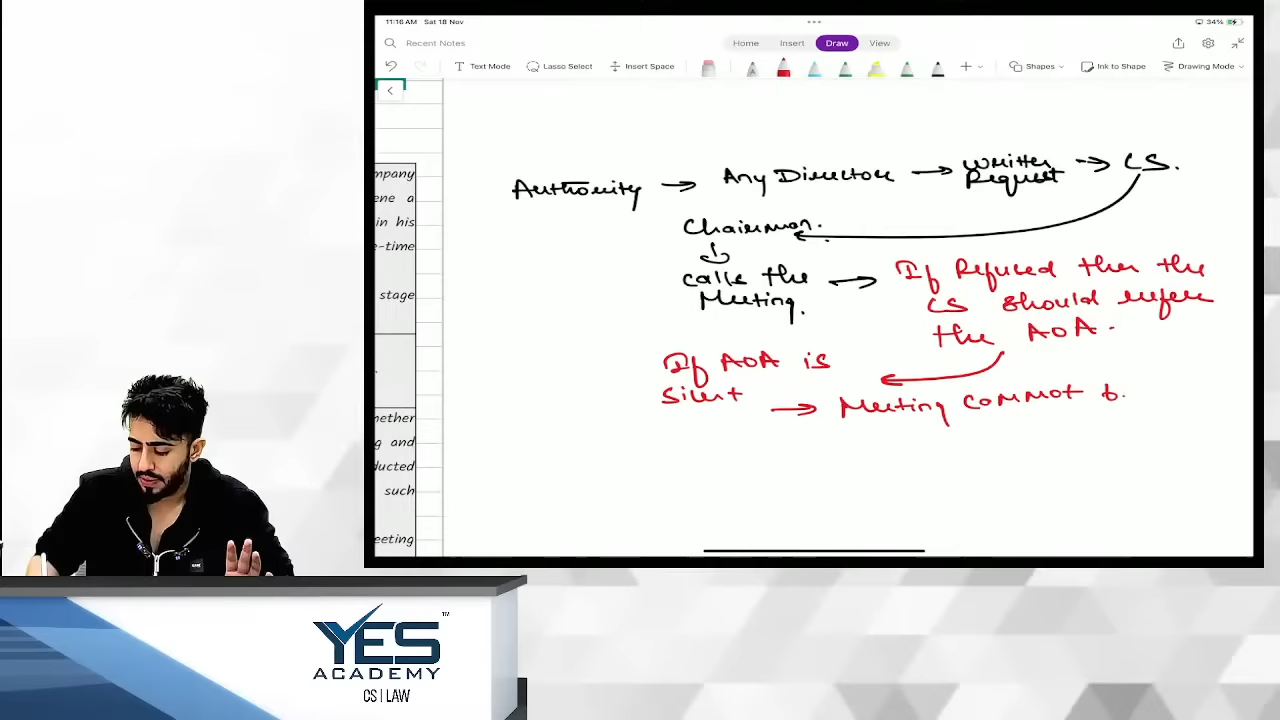 11:16 AM Sat 18 Nov
34%
Recent Notes
Home Insert Draw View
Text Mode Lasso Select Insert Space Shapes Ink to Shape Drawing Mode
mpany
ene a
in his
-time
stage
hether
g and
ducted
such
eeting
Authority → Any Director → Written Request → CS.
Chairman.
calls the → If Refused then the
Meeting. CS should refer
the AOA.
If AOA is
silent → Meeting cannot b
YES™
ACADEMY
CS | LAW